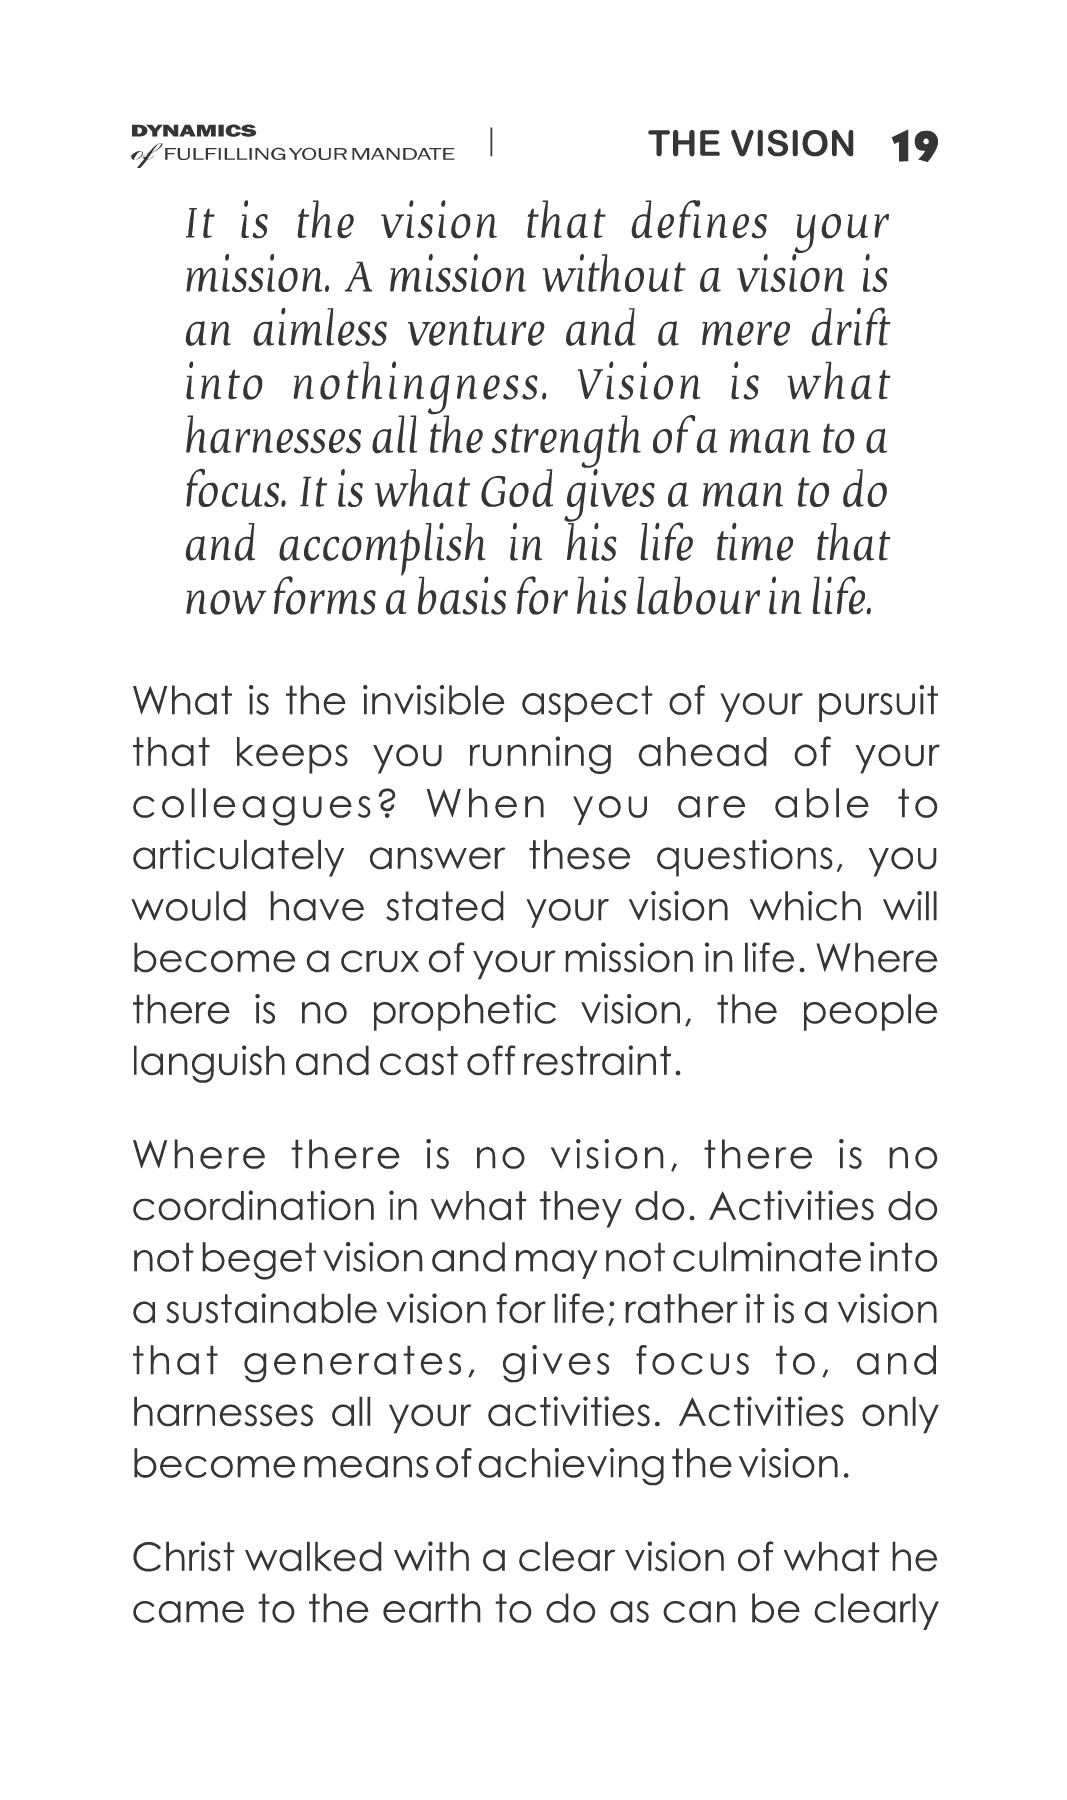 DYNAMICS
of FULFILLING YOUR MANDATE
THE VISION 19
It is the vision that defines your
mission. A mission without a vision is
an aimless venture and a mere drift
into nothingness. Vision is what
harnesses all the strength of a man to a
focus. It is what God gives a man to do
and accomplish in his life time that
now forms a basis for his labour in life.
What is the invisible aspect of your pursuit
that keeps you running ahead of your
colleagues? When you are able to
articulately answer these questions, you
would have stated your vision which will
become a crux of your mission in life. Where
there is no prophetic vision, the people
languish and cast off restraint.
Where there is no vision, there is no
coordination in what they do. Activities do
not beget vision and may not culminate into
a sustainable vision for life; rather it is a vision
that generates, gives focus to, and
harnesses all your activities. Activities only
become means of achieving the vision.
Christ walked with a clear vision of what he
came to the earth to do as can be clearly